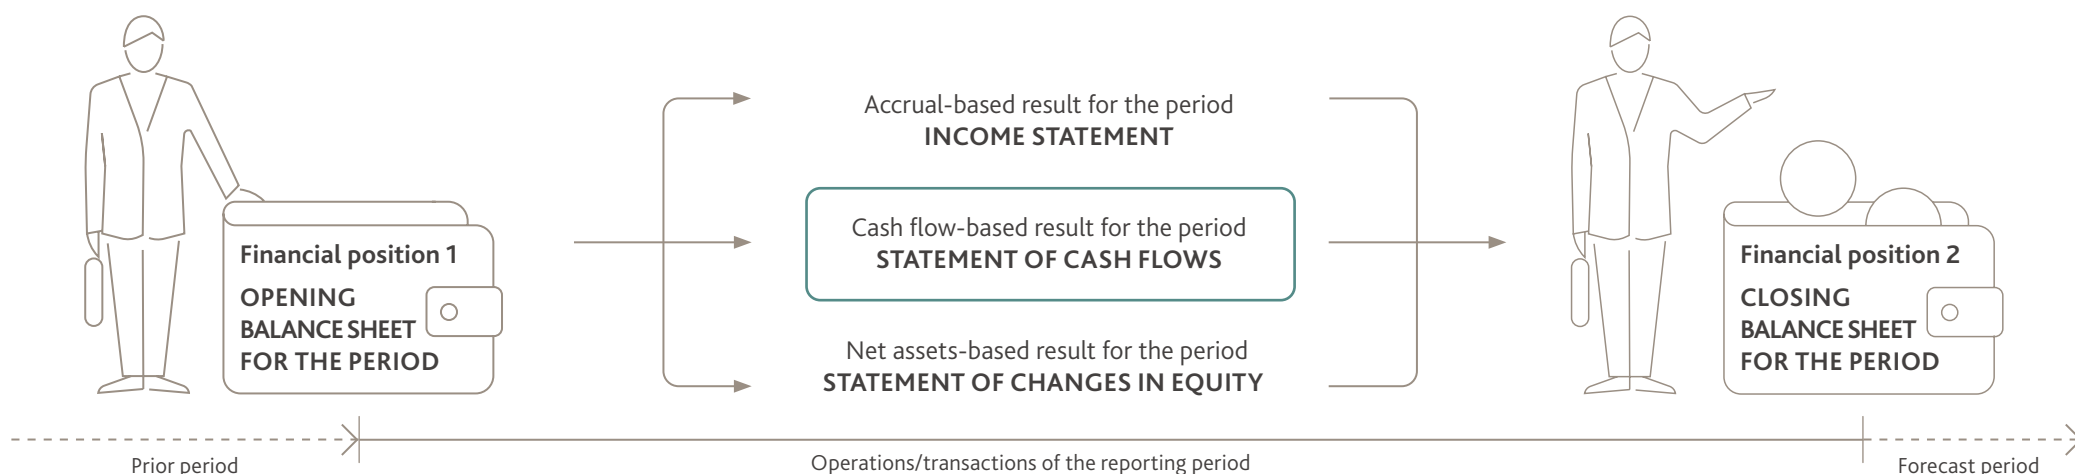 Accrual-based result for the period
INCOME STATEMENT
Cash flow-based result for the period
STATEMENT OF CASH FLOWS
Net assets-based result for the period
STATEMENT OF CHANGES IN EQUITY
Financial position 1
OPENING
BALANCE SHEET
FOR THE PERIOD
Financial position 2
CLOSING
BALANCE SHEET
FOR THE PERIOD
Prior period
Operations/transactions of the reporting period
Forecast period